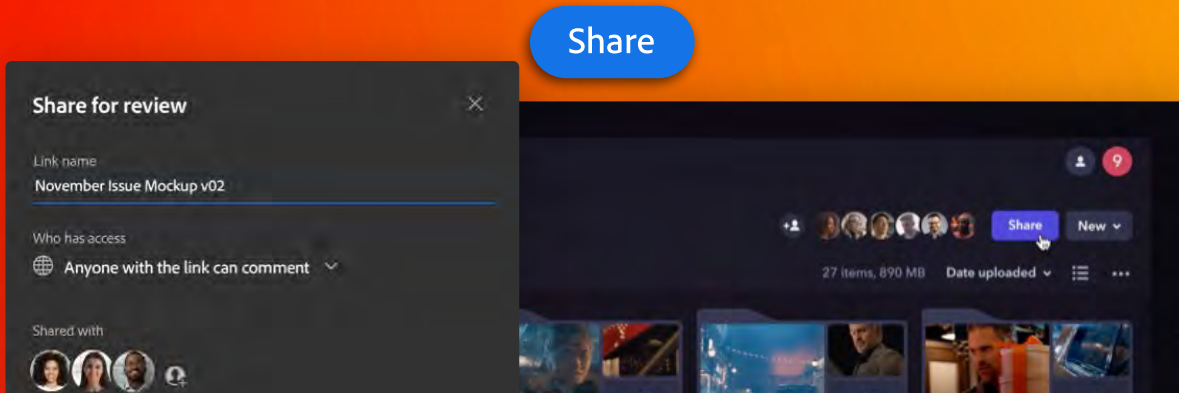 Share
Share for review
Link name
November Issue Mockup v02
Who has access
Anyone with the link can comment
Shared with
9
Share
New
27 items, 890 MB
Date uploaded